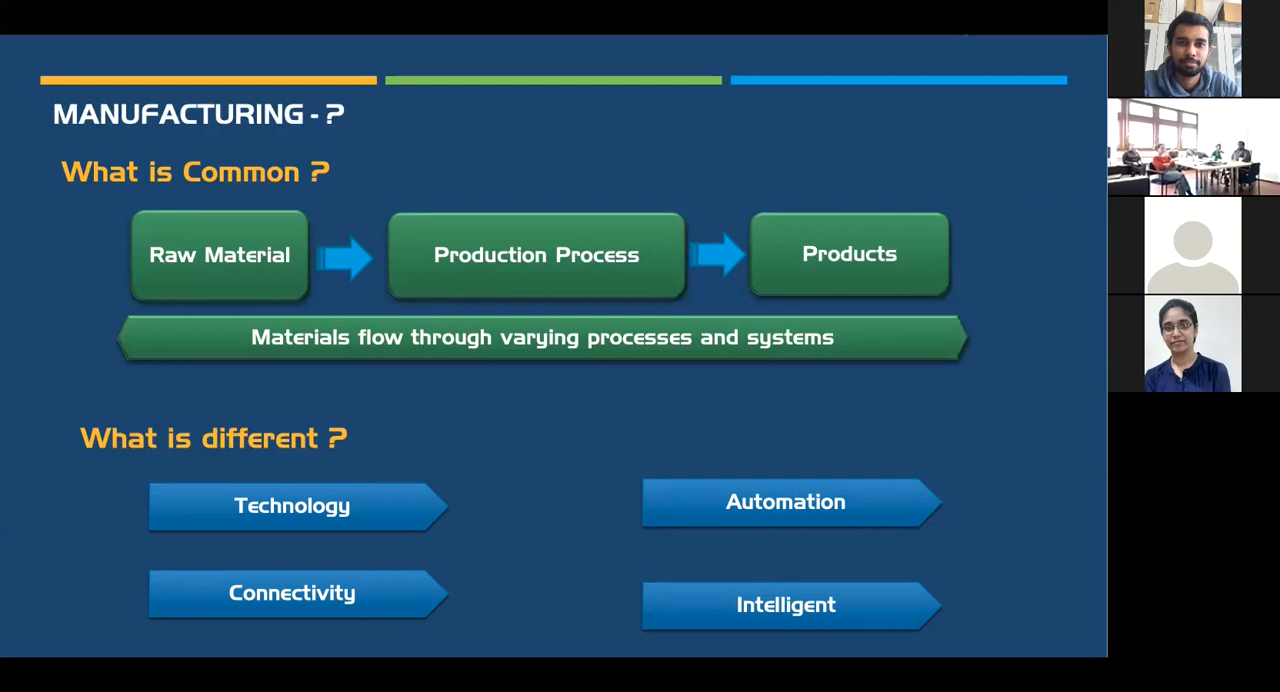 MANUFACTURING - ?
What is Common ?
Raw Material
Production Process
Products
Materials flow through varying processes and systems
What is different ?
Technology
Automation
Connectivity
Intelligent